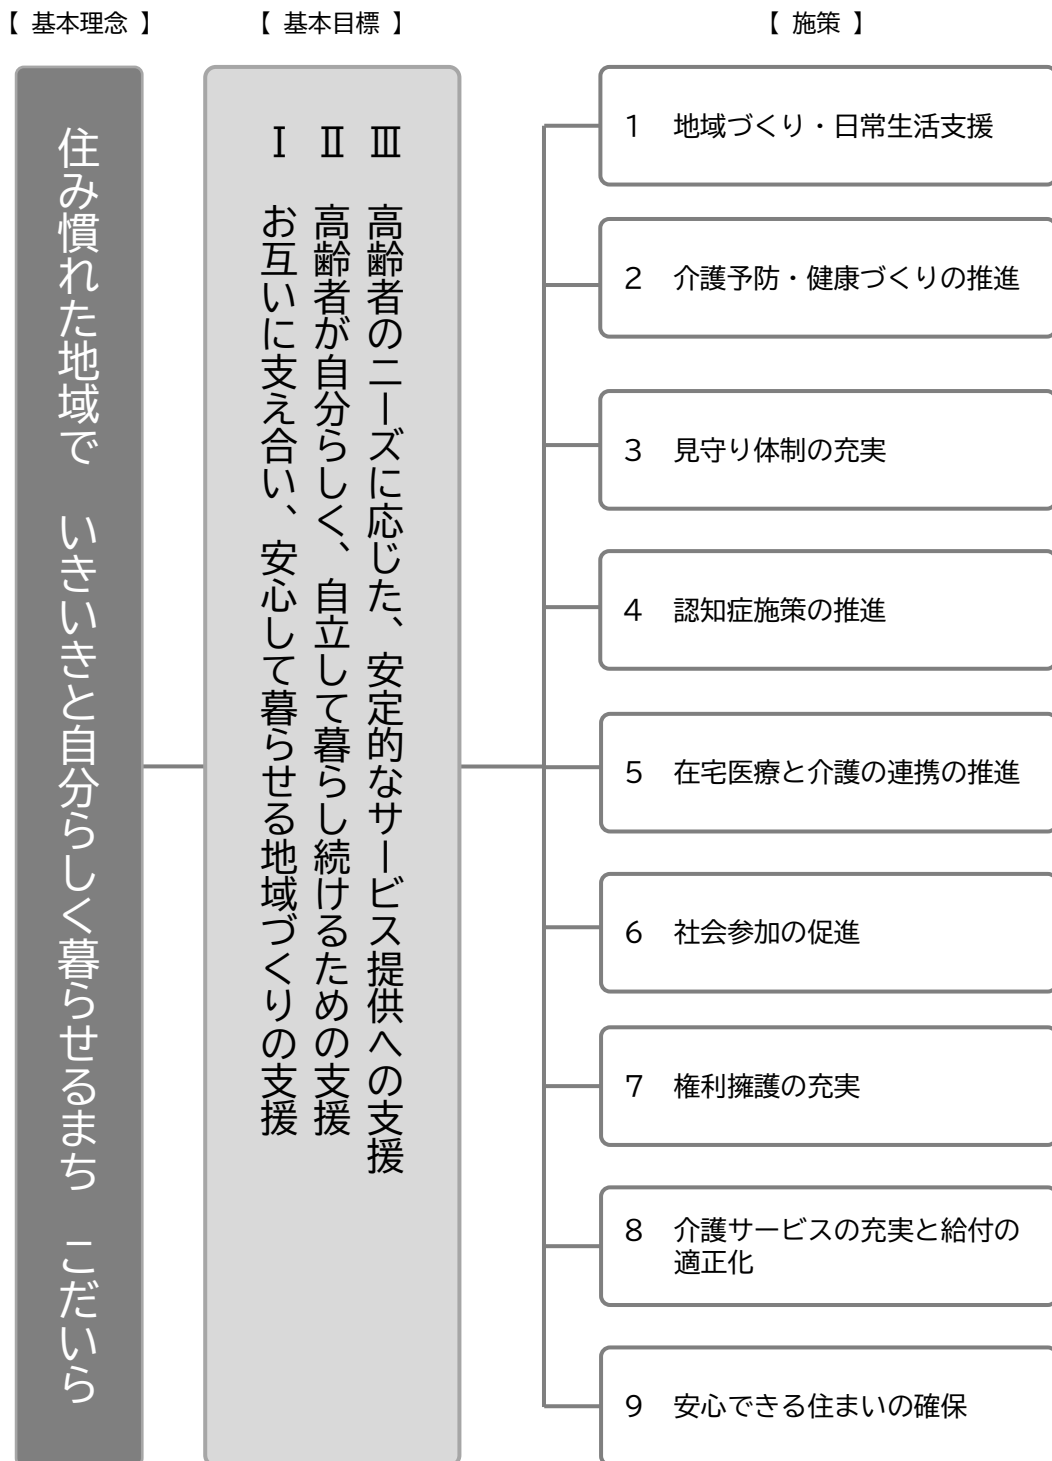 【 基本理念 】
【 基本目標 】
【 施策 】
住み慣れた地域で　いきいきと自分らしく暮らせるまち　こだいら
Ⅲ　高齢者のニーズに応じた、安定的なサービス提供への支援
Ⅱ　高齢者が自分らしく、自立して暮らし続けるための支援
Ⅰ　お互いに支え合い、安心して暮らせる地域づくりの支援
1　地域づくり・日常生活支援
2　介護予防・健康づくりの推進
3　見守り体制の充実
4　認知症施策の推進
5　在宅医療と介護の連携の推進
6　社会参加の促進
7　権利擁護の充実
8　介護サービスの充実と給付の
適正化
9　安心できる住まいの確保